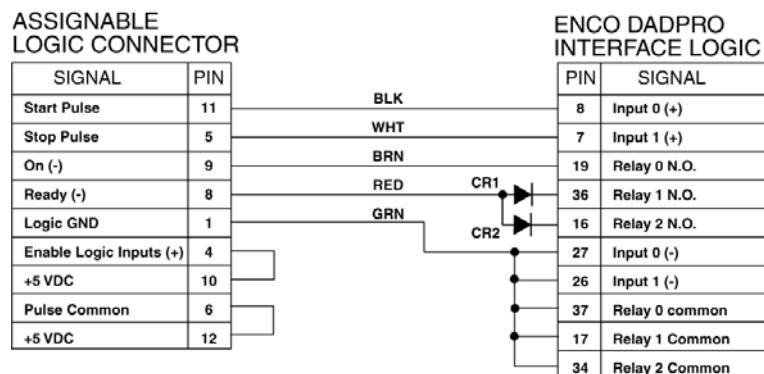 ASSIGNABLE
LOGIC CONNECTOR
SIGNAL PIN
Start Pulse 11
Stop Pulse 5
On (-) 9
Ready (-) 8
Logic GND 1
Enable Logic Inputs (+) 4
+5 VDC 10
Pulse Common 6
+5 VDC 12
BLK
WHT
BRN
RED
GRN
CR1
CR2
ENCO DADPRO
INTERFACE LOGIC
PIN SIGNAL
8 Input 0 (+)
7 Input 1 (+)
19 Relay 0 N.O.
36 Relay 1 N.O.
16 Relay 2 N.O.
27 Input 0 (-)
26 Input 1 (-)
37 Relay 0 common
17 Relay 1 Common
34 Relay 2 Common